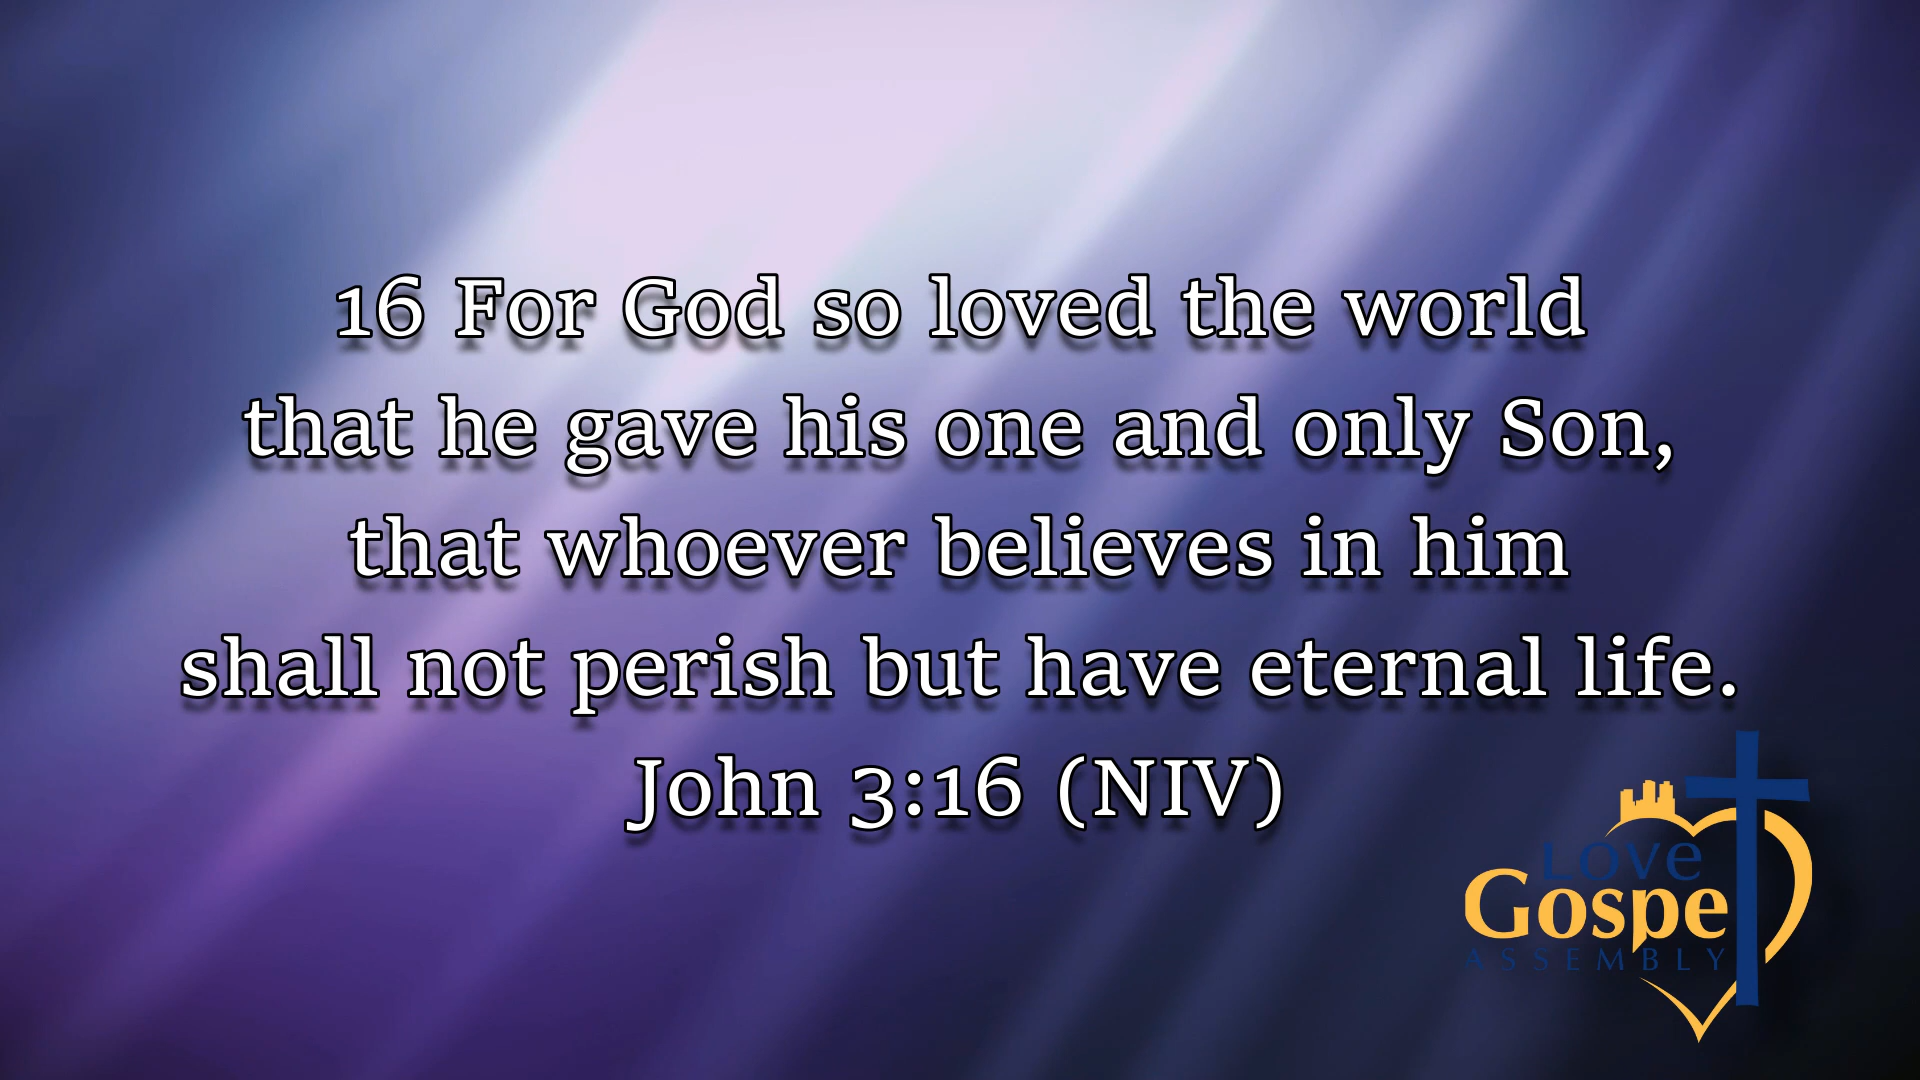 16 For God so loved the world
that he gave his one and only Son,
that whoever believes in him
shall not perish but have eternal life.
John 3:16 (NIV)
LOVE
Gospel
ASSEMBLY